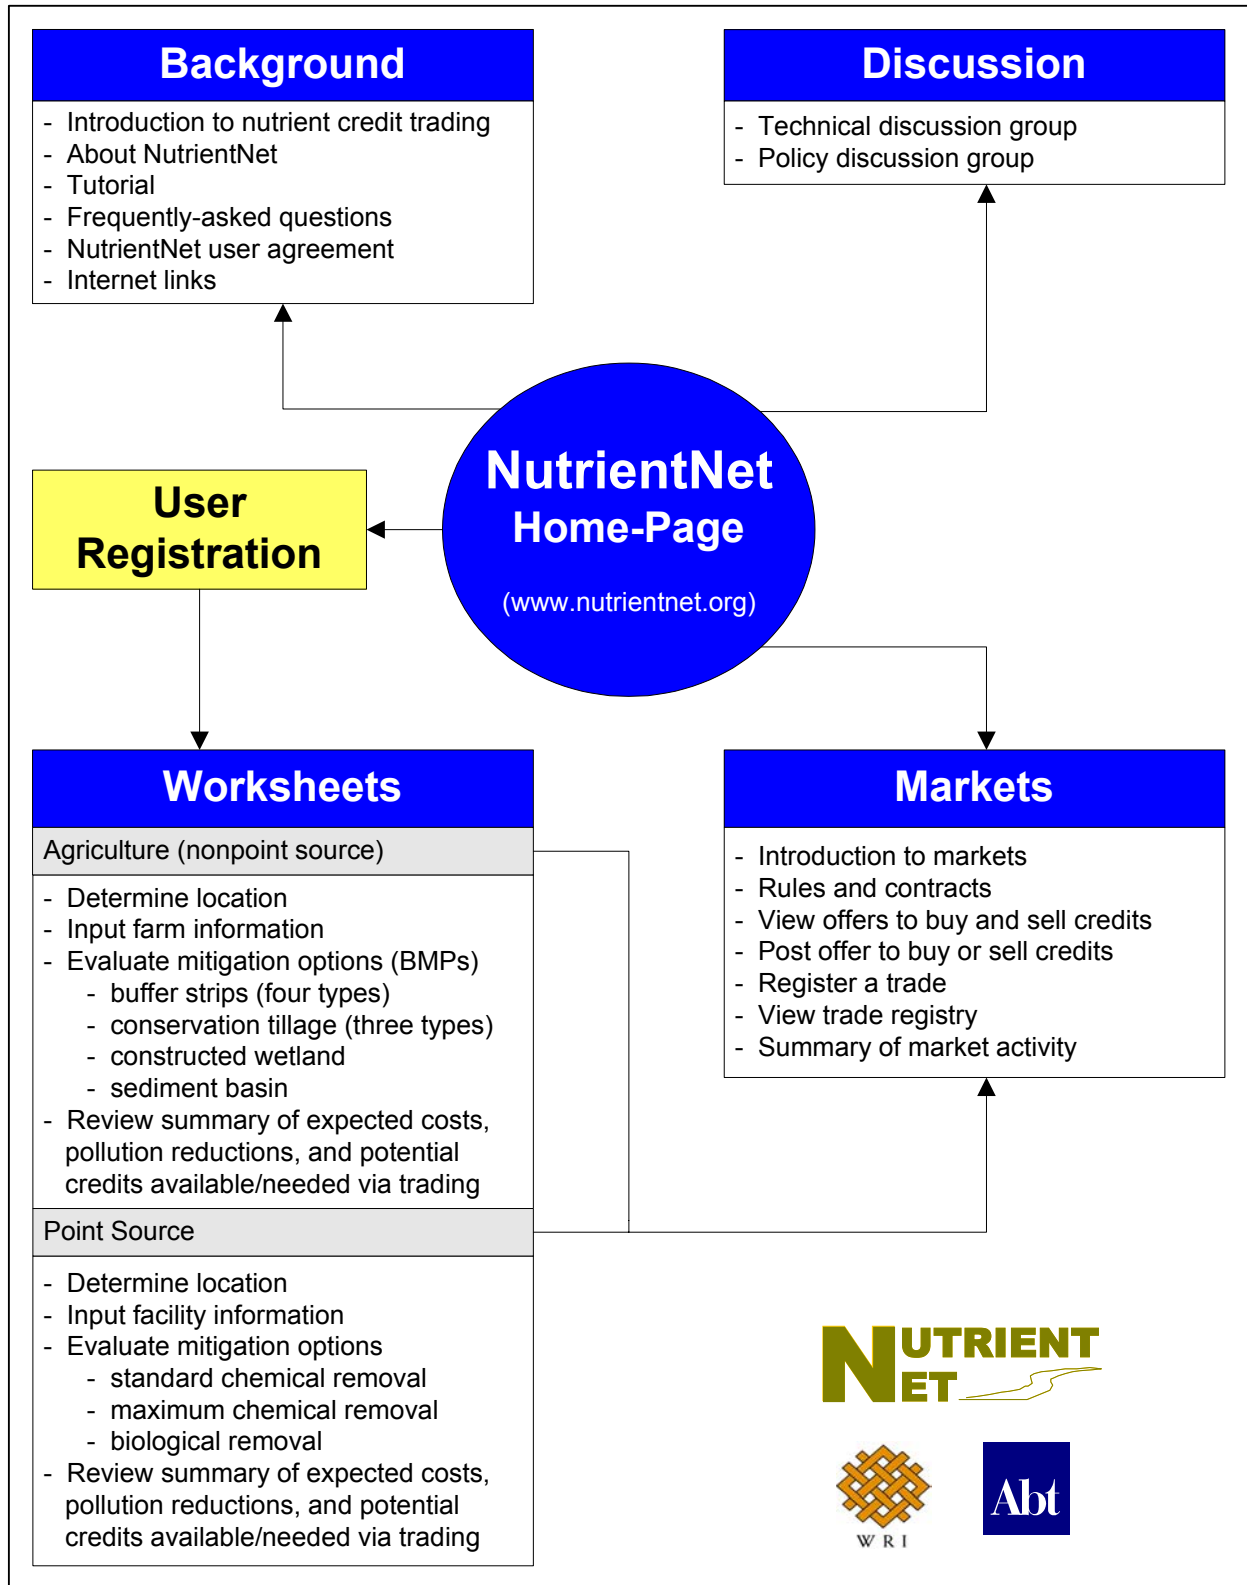 Background
- Introduction to nutrient credit trading
- About NutrientNet
- Tutorial
- Frequently-asked questions
- NutrientNet user agreement
- Internet links
Discussion
- Technical discussion group
- Policy discussion group
NutrientNet
Home-Page
(www.nutrientnet.org)
User
Registration
Worksheets
Agriculture (nonpoint source)
- Determine location
- Input farm information
- Evaluate mitigation options (BMPs)
- buffer strips (four types)
- conservation tillage (three types)
- constructed wetland
- sediment basin
- Review summary of expected costs,
pollution reductions, and potential
credits available/needed via trading
Point Source
- Determine location
- Input facility information
- Evaluate mitigation options
- standard chemical removal
- maximum chemical removal
- biological removal
- Review summary of expected costs,
pollution reductions, and potential
credits available/needed via trading
Markets
- Introduction to markets
- Rules and contracts
- View offers to buy and sell credits
- Post offer to buy or sell credits
- Register a trade
- View trade registry
- Summary of market activity
NUTRIENT
NET
WRI
Abt